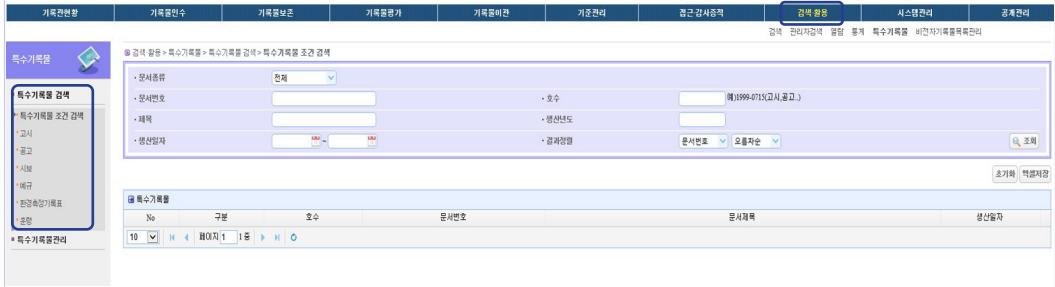 기록관현황 기록물인수 기록물보존 기록물평가 기록물이관 기준관리 접근·감사증적 검색·활용 시스템관리 공계관리
검색 관리자검색 열람 통계 특수기록물 비전자기록물목록관리
특수기록물
검색·활용 > 특수기록물 > 특수기록물 검색 > 특수기록물 조건 검색
특수기록물 검색
특수기록물 조건 검색
고시
공고
시보
예규
환경측정기록표
훈령
특수기록물관리
· 문서종류 전체
· 문서번호 · 호수 예)1999-0715(고시,공고..)
· 제목 · 생산년도
· 생산일자 ~ · 결과정렬 문서번호 오름차순 조회
초기화 엑셀저장
특수기록물
No 구분 호수 문서번호 문서제목 생산일자
10 페이지 1 1 중